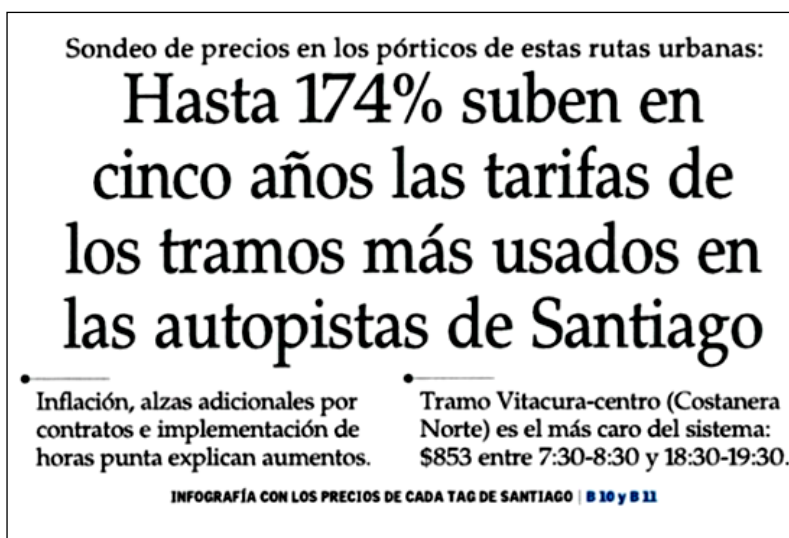 Sondeo de precios en los pórticos de estas rutas urbanas:
Hasta 174% suben en
cinco años las tarifas de
los tramos más usados en
las autopistas de Santiago
Inflación, alzas adicionales por
contratos e implementación de
horas punta explican aumentos.
Tramo Vitacura-centro (Costanera
Norte) es el más caro del sistema:
$853 entre 7:30-8:30 y 18:30-19:30.
INFOGRAFÍA CON LOS PRECIOS DE CADA TAG DE SANTIAGO | B 10 y B 11